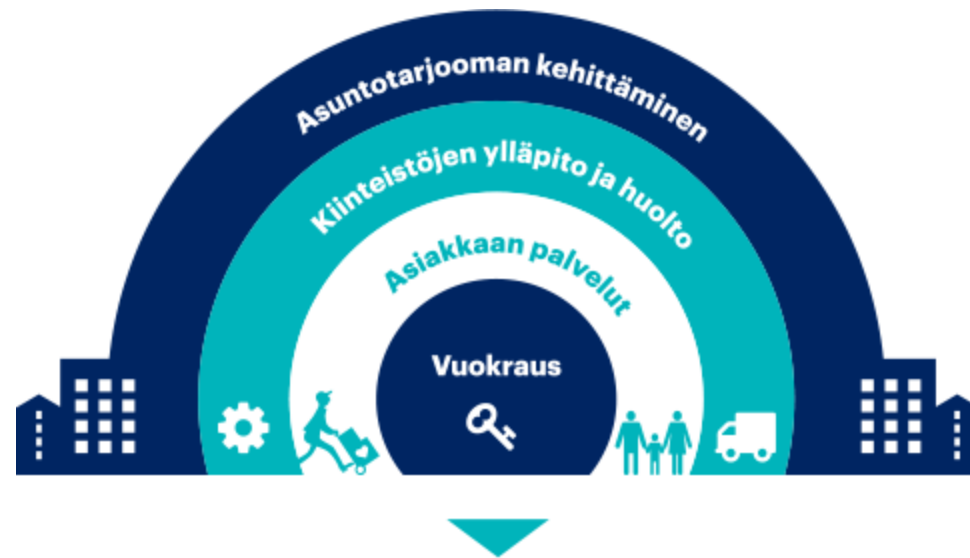 Asuntotarjooman kehittäminen
Kiinteistöjen ylläpito ja huolto
Asiakkaan palvelut
Vuokraus